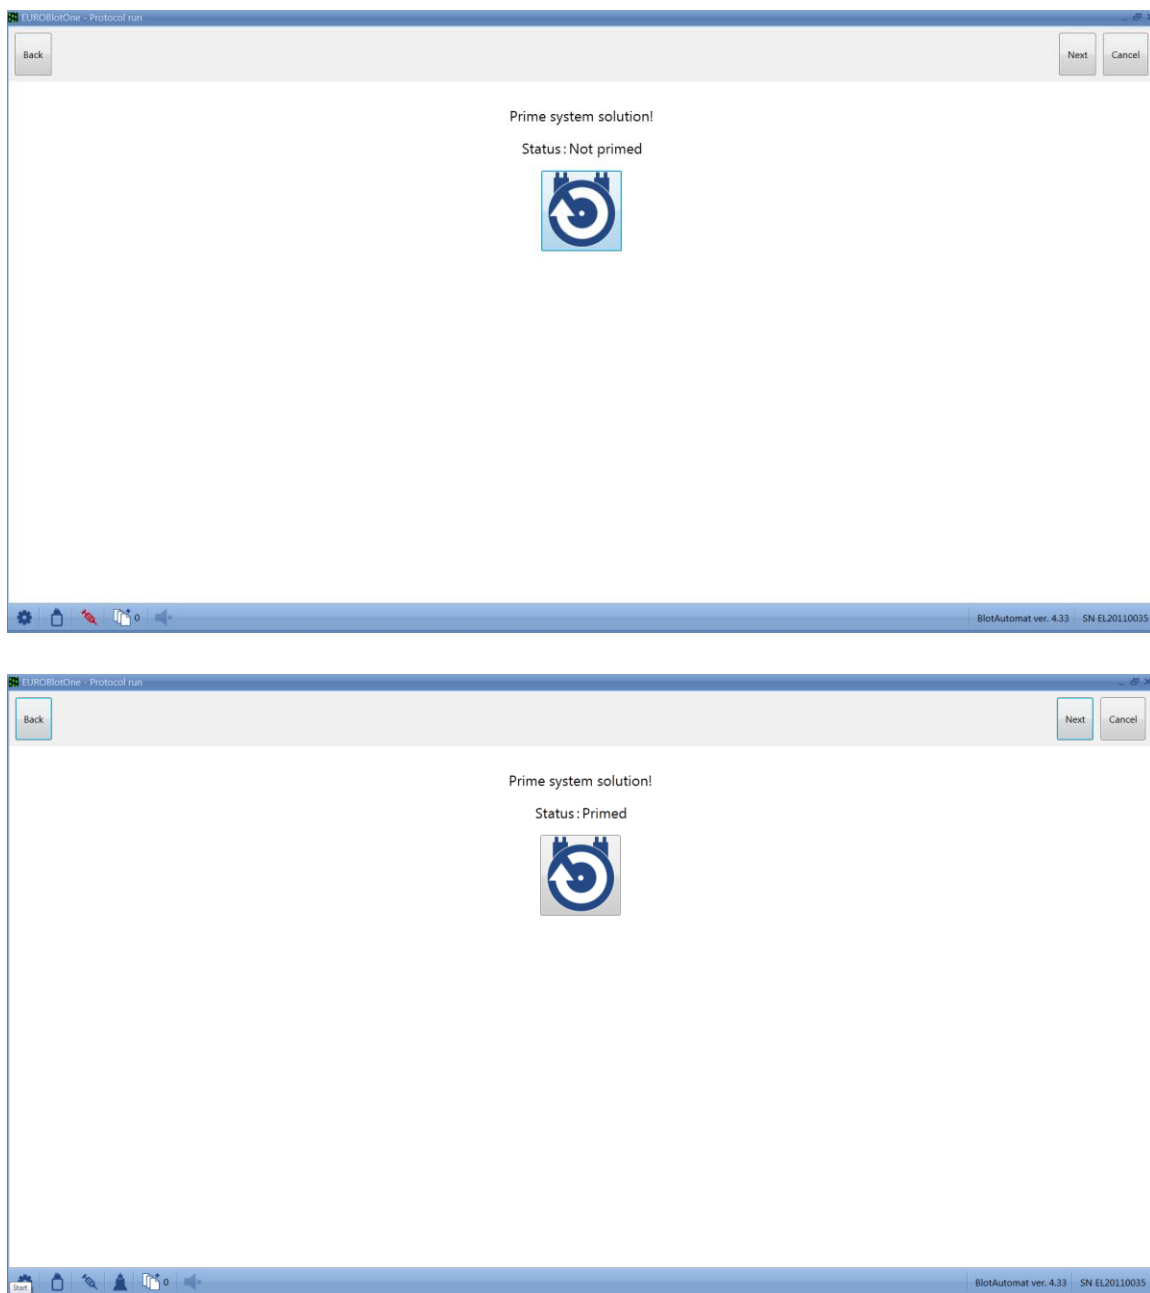 EUROBlotOne - Protocol run
Back
Next
Cancel
Prime system solution!
Status : Not primed
0
BlotAutomat ver. 4.33
SN EL20110035
EUROBlotOne - Protocol run
Back
Next
Cancel
Prime system solution!
Status : Primed
Start
0
BlotAutomat ver. 4.33
SN EL20110035